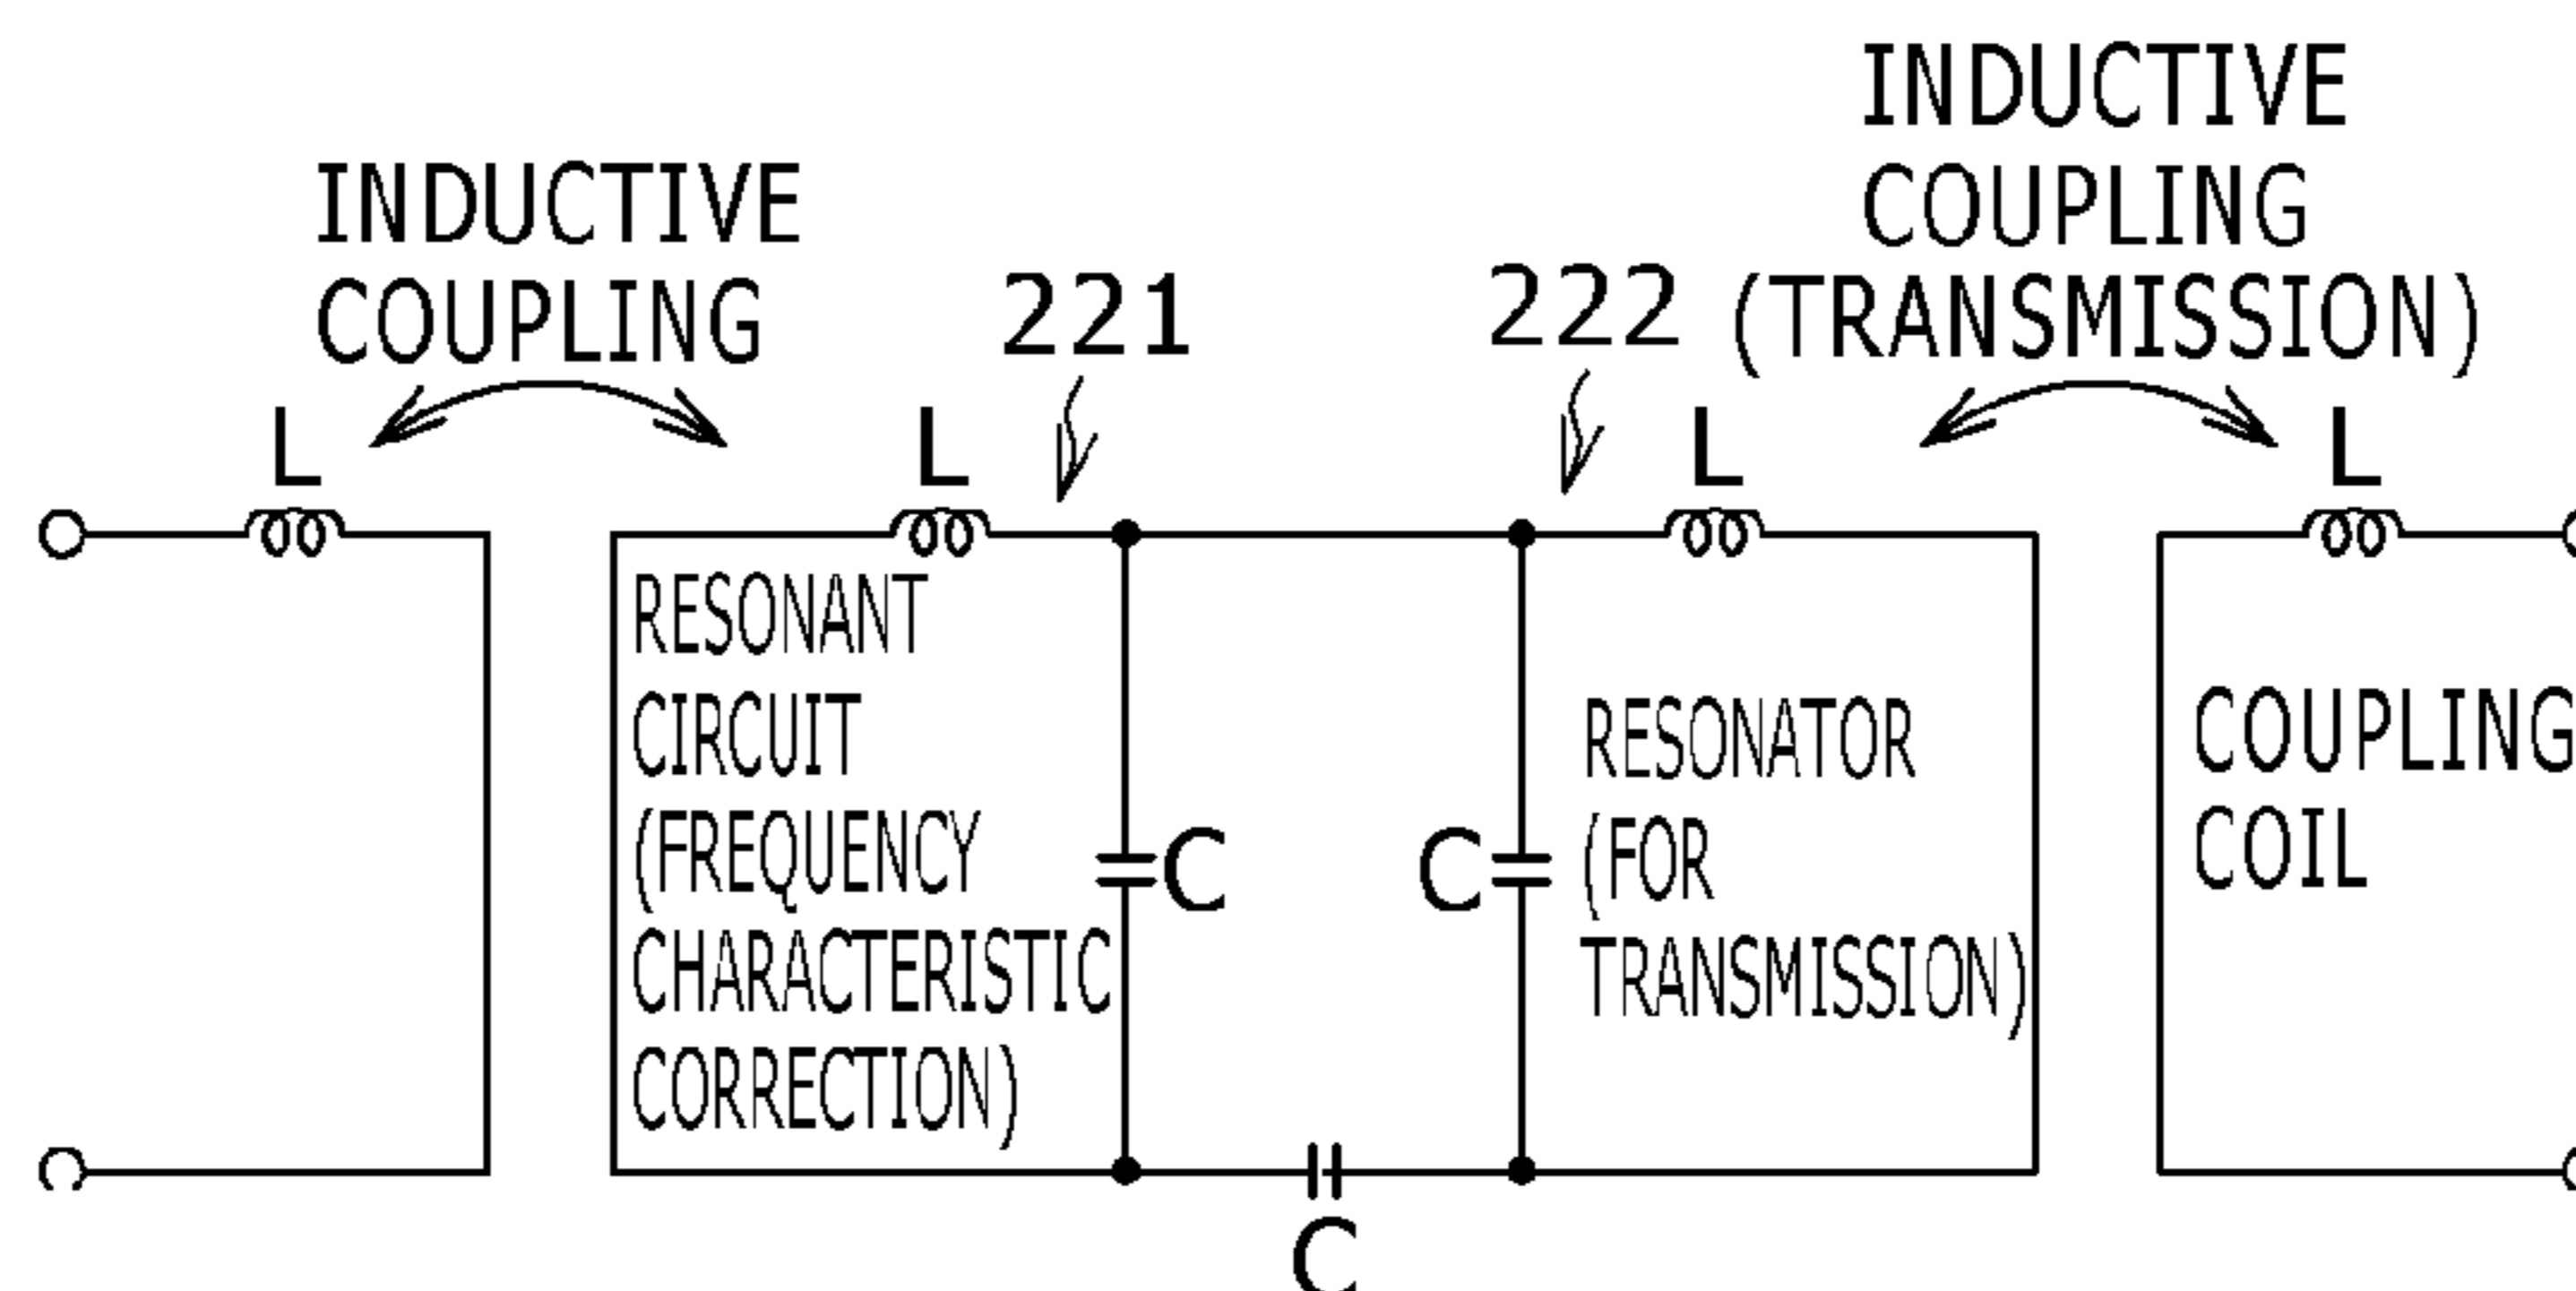 INDUCTIVE
COUPLING
(TRANSMISSION)
INDUCTIVE
COUPLING
221
222
L
L
L
L
RESONANT
CIRCUIT
(FREQUENCY
CHARACTERISTIC
CORRECTION)
C
C
RESONATOR
(FOR
TRANSMISSION)
COUPLING
COIL
C